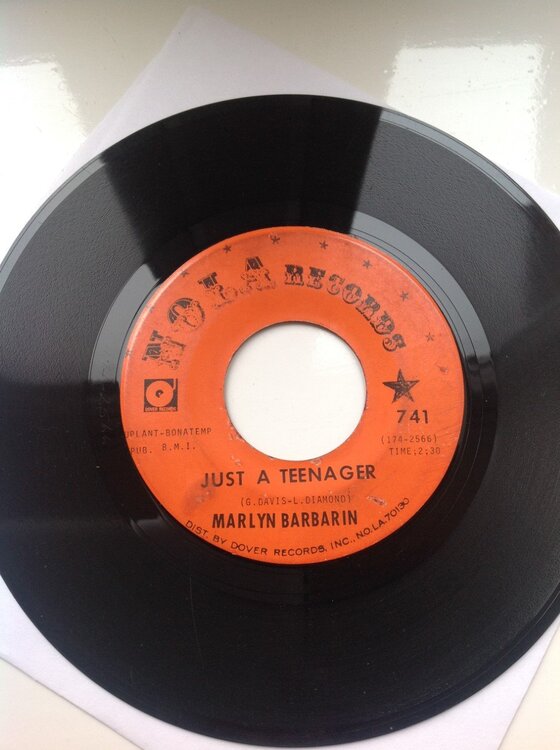 NOLA RECORDS
DOVER RECORDS
741
UPLANT-BONATEMP
PUB. B.M.I.
(174-2566)
TIME:2:30
JUST A TEENAGER
(G.DAVIS-L.DIAMOND)
MARLYN BARBARIN
DIST. BY DOVER RECORDS, INC., NO.LA.70130